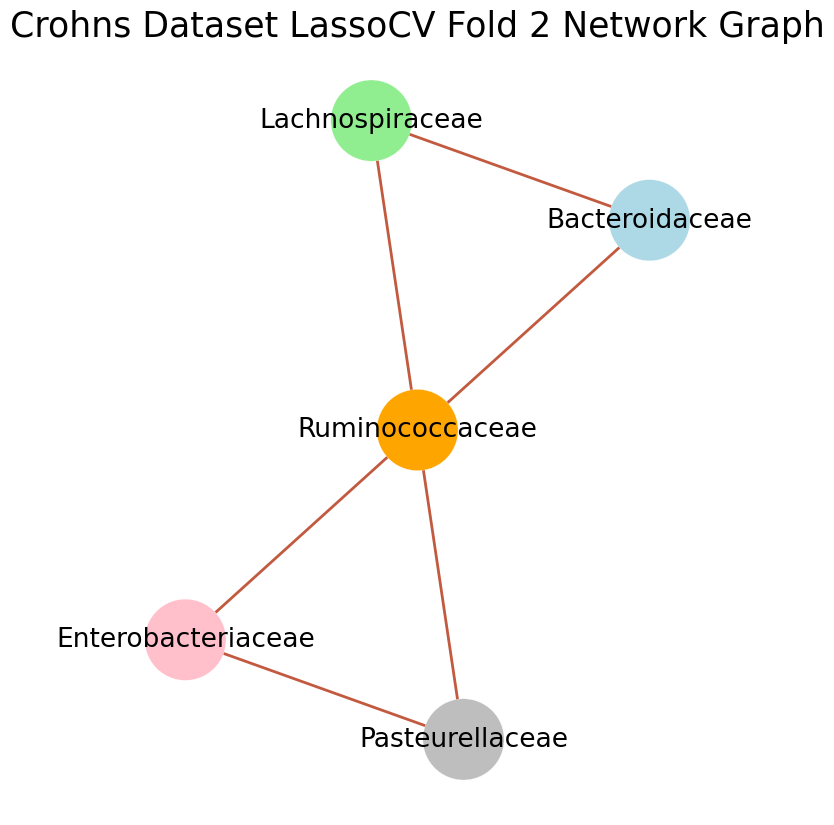 Crohns Dataset LassoCV Fold 2 Network Graph
Lachnospiraceae
Bacteroidaceae
Ruminococcaceae
Enterobacteriaceae
Pasteurellaceae